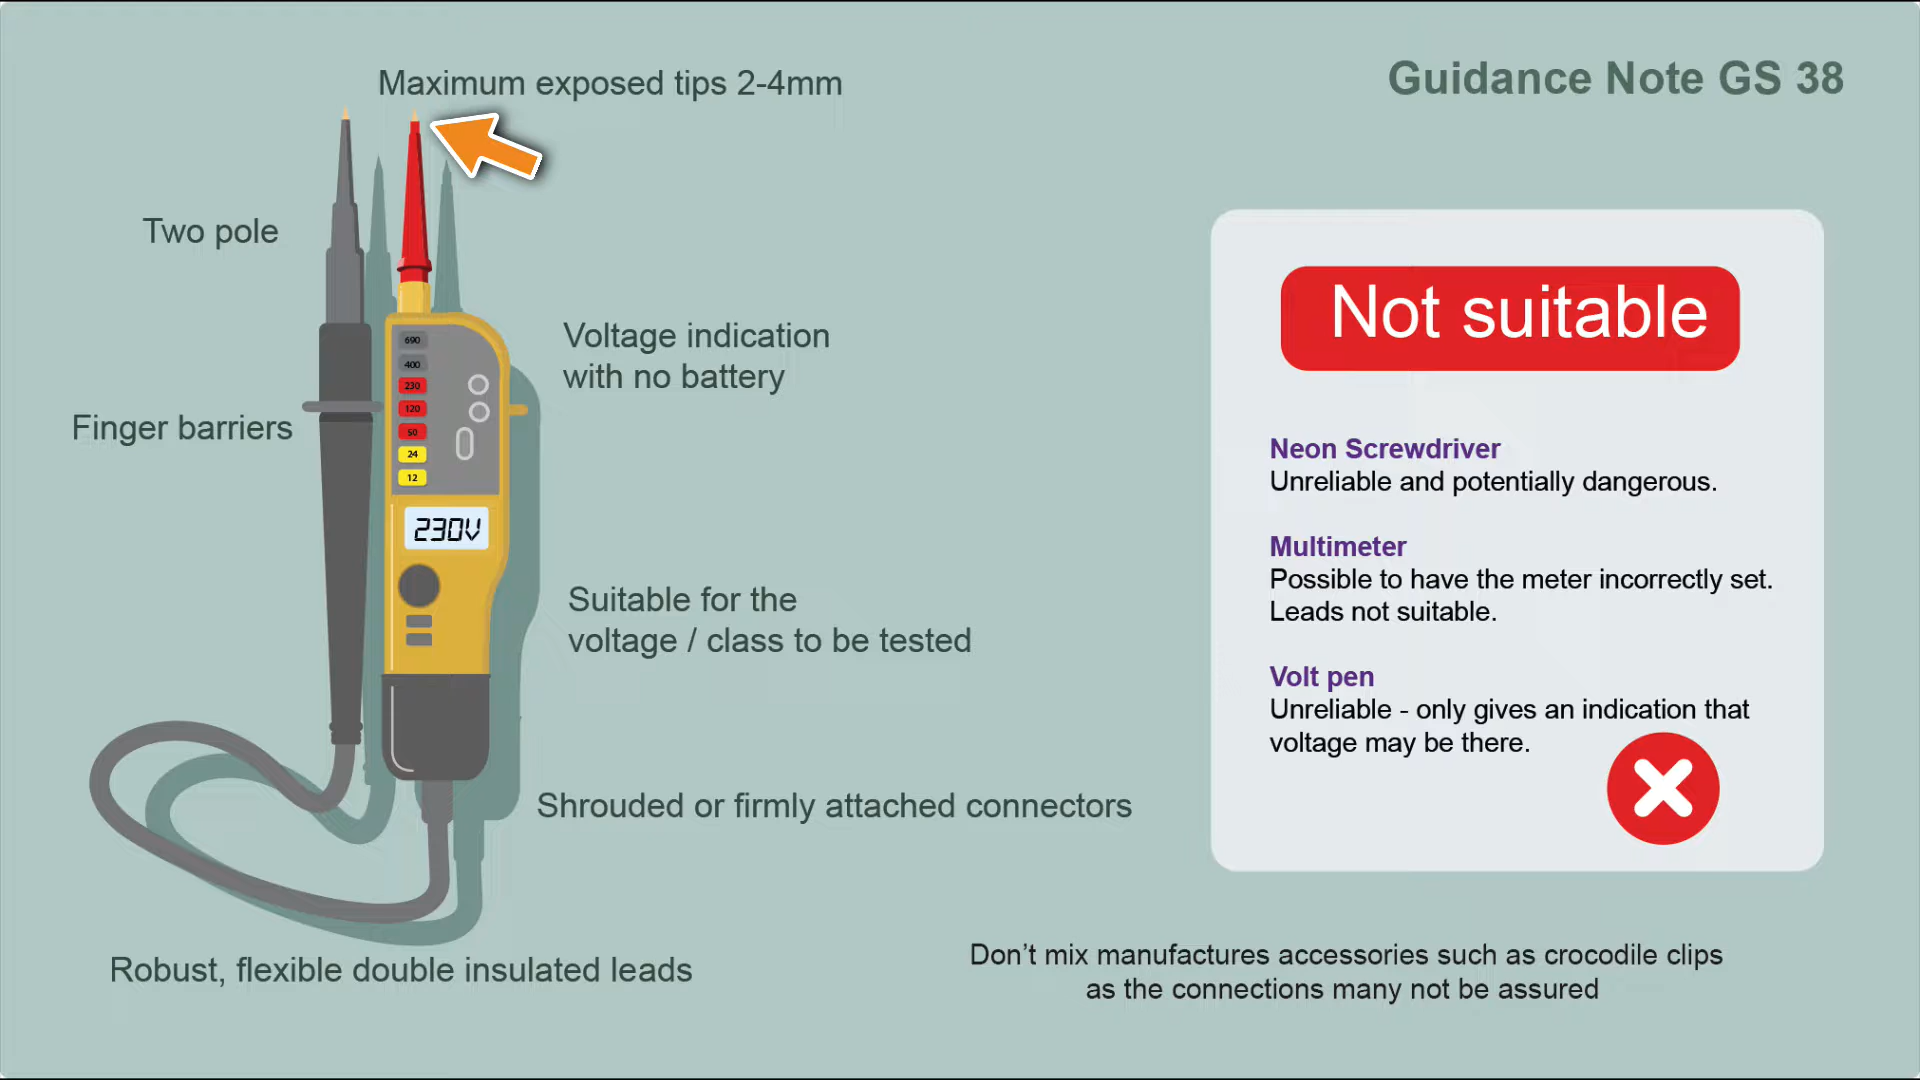 Guidance Note GS 38
Maximum exposed tips 2-4mm
Two pole
Finger barriers
Voltage indication
with no battery
690
400
230
120
50
24
12
230V
Suitable for the
voltage / class to be tested
Shrouded or firmly attached connectors
Robust, flexible double insulated leads
Not suitable
Neon Screwdriver
Unreliable and potentially dangerous.
Multimeter
Possible to have the meter incorrectly set.
Leads not suitable.
Volt pen
Unreliable - only gives an indication that
voltage may be there.
Don’t mix manufactures accessories such as crocodile clips
as the connections many not be assured